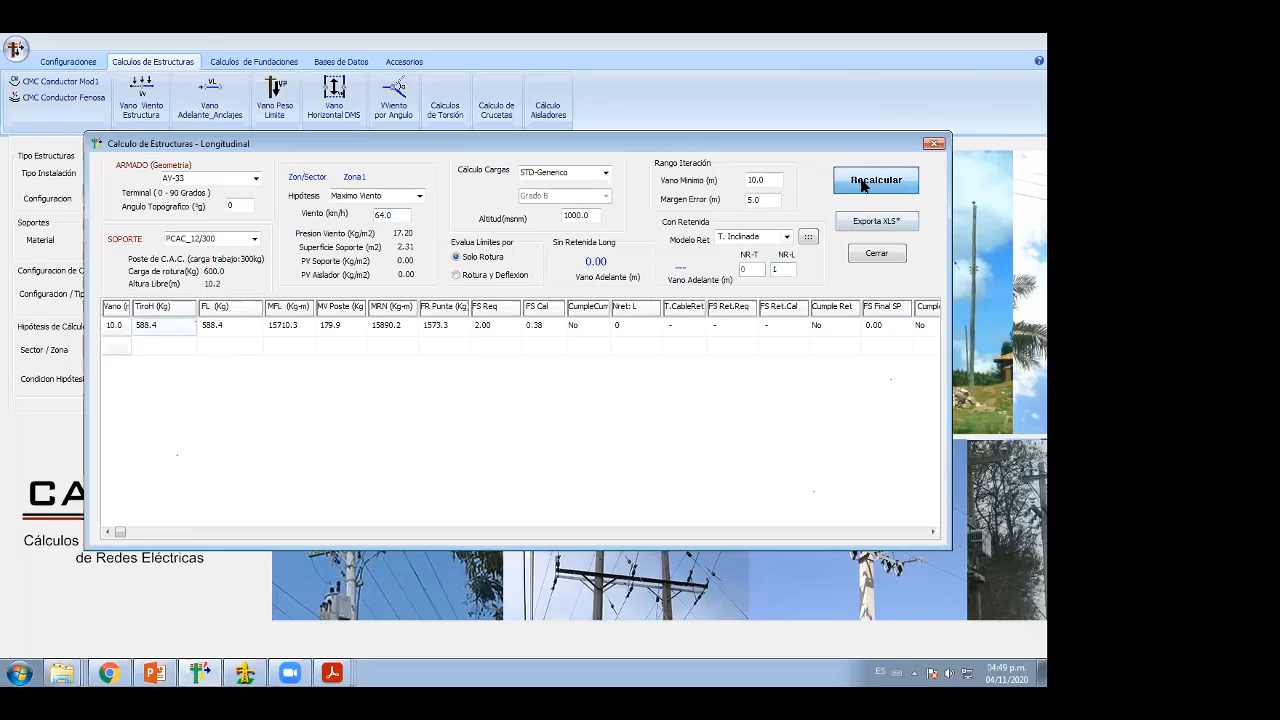 Configuraciones
Calculos de Estructuras
Calculos de Fundaciones
Bases de Datos
Accesorios
CMC Conductor Mod1
CMC Conductor Fenosa
Vano Viento
Estructura
Vano
Adelante_Anclajes
Vano Peso
Limite
Vano
Horizontal DMS
WViento
por Angulo
Calculos
de Torsión
Calculo de
Crucetas
Cálculo
Aisladores
Calculo de Estructuras - Longitudinal
Tipo Estructuras
Tipo Instalación
Configuracion
Soportes
Material
Configuracion de C
Configuracion / Tip
Hipótesis de Cálcul
Sector / Zona
Condicion Hipótesi
ARMADO (Geometria)
AV-33
Terminal ( 0 - 90 Grados )
Angulo Topografico (ºg)
0
SOPORTE
PCAC_12/300
Poste de C.A.C. (carga trabajo:300kg)
Carga de rotura(Kg)
600.0
Altura Libre(m)
10.2
Zon/Sector
Zona1
Hipótesis
Maximo Viento
Viento (km/h)
64.0
Presion Viento (Kg/m2)
17.20
Superficie Soporte (m2)
2.31
PV Soporte (Kg/m2)
0.00
PV Aislador (Kg/m2)
0.00
Cálculo Cargas
STD-Generico
Grado B
Altitud(msnm)
1000.0
Evalua Limites por
Solo Rotura
Rotura y Deflexion
Sin Retenida Long
0.00
Vano Adelante (m)
Rango Iteración
Vano Minimo (m)
10.0
Margen Error (m)
5.0
Con Retenida
Modelo Ret
T. Inclinada
NR-T
NR-L
---
0
1
Vano Adelante (m)
Recalcular
Exporta XLS*
Cerrar
Vano (r
TiroH (Kg)
FL (Kg)
MFL (Kg-m)
MV Poste (Kg-m)
MRN (Kg-m)
FR Punta (Kg)
FS Req
FS Cal
CumpleCum
Nret: L
T.CableRet
FS Ret.Req
FS Ret.Cal
Cumple Ret
FS Final SP
Cumple
10.0
588.4
588.4
15710.3
179.9
15890.2
1573.3
2.00
0.38
No
0
-
-
-
No
0.00
No
CA
Cálculos
de Redes Eléctricas
ES
04:49 p.m.
04/11/2020